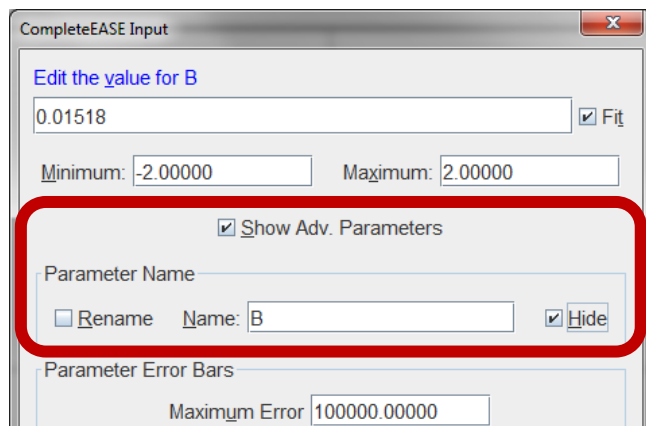 CompleteEASE Input
Edit the value for B
0.01518 Fit
Minimum: -2.00000 Maximum: 2.00000
Show Adv. Parameters
Parameter Name
Rename Name: B Hide
Parameter Error Bars
Maximum Error 100000.00000